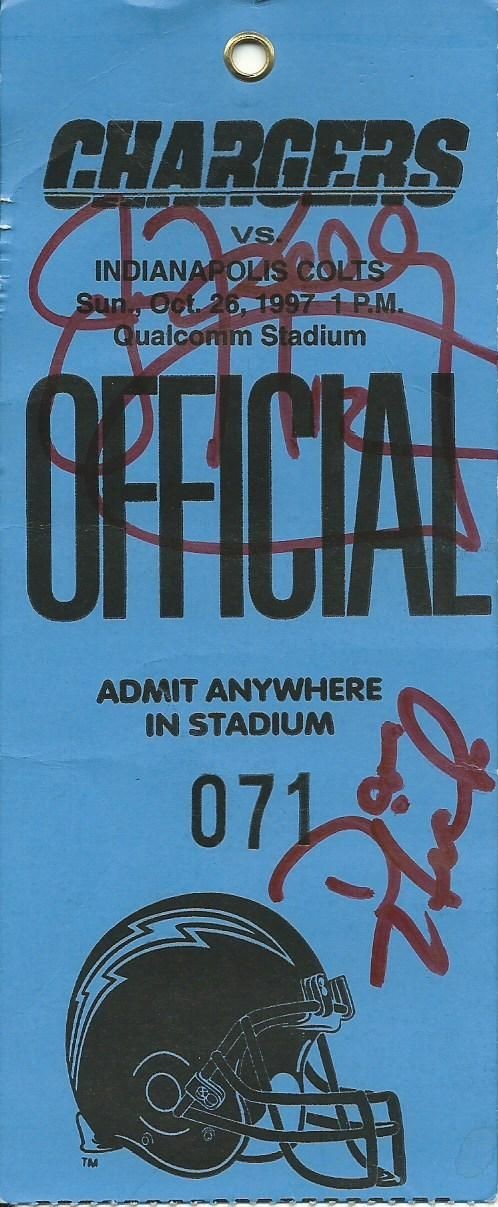 CHARGERS
VS.
INDIANAPOLIS COLTS
Sun., Oct. 26, 1997 1 P.M.
Qualcomm Stadium
OFFICIAL
ADMIT ANYWHERE
IN STADIUM
071
TM